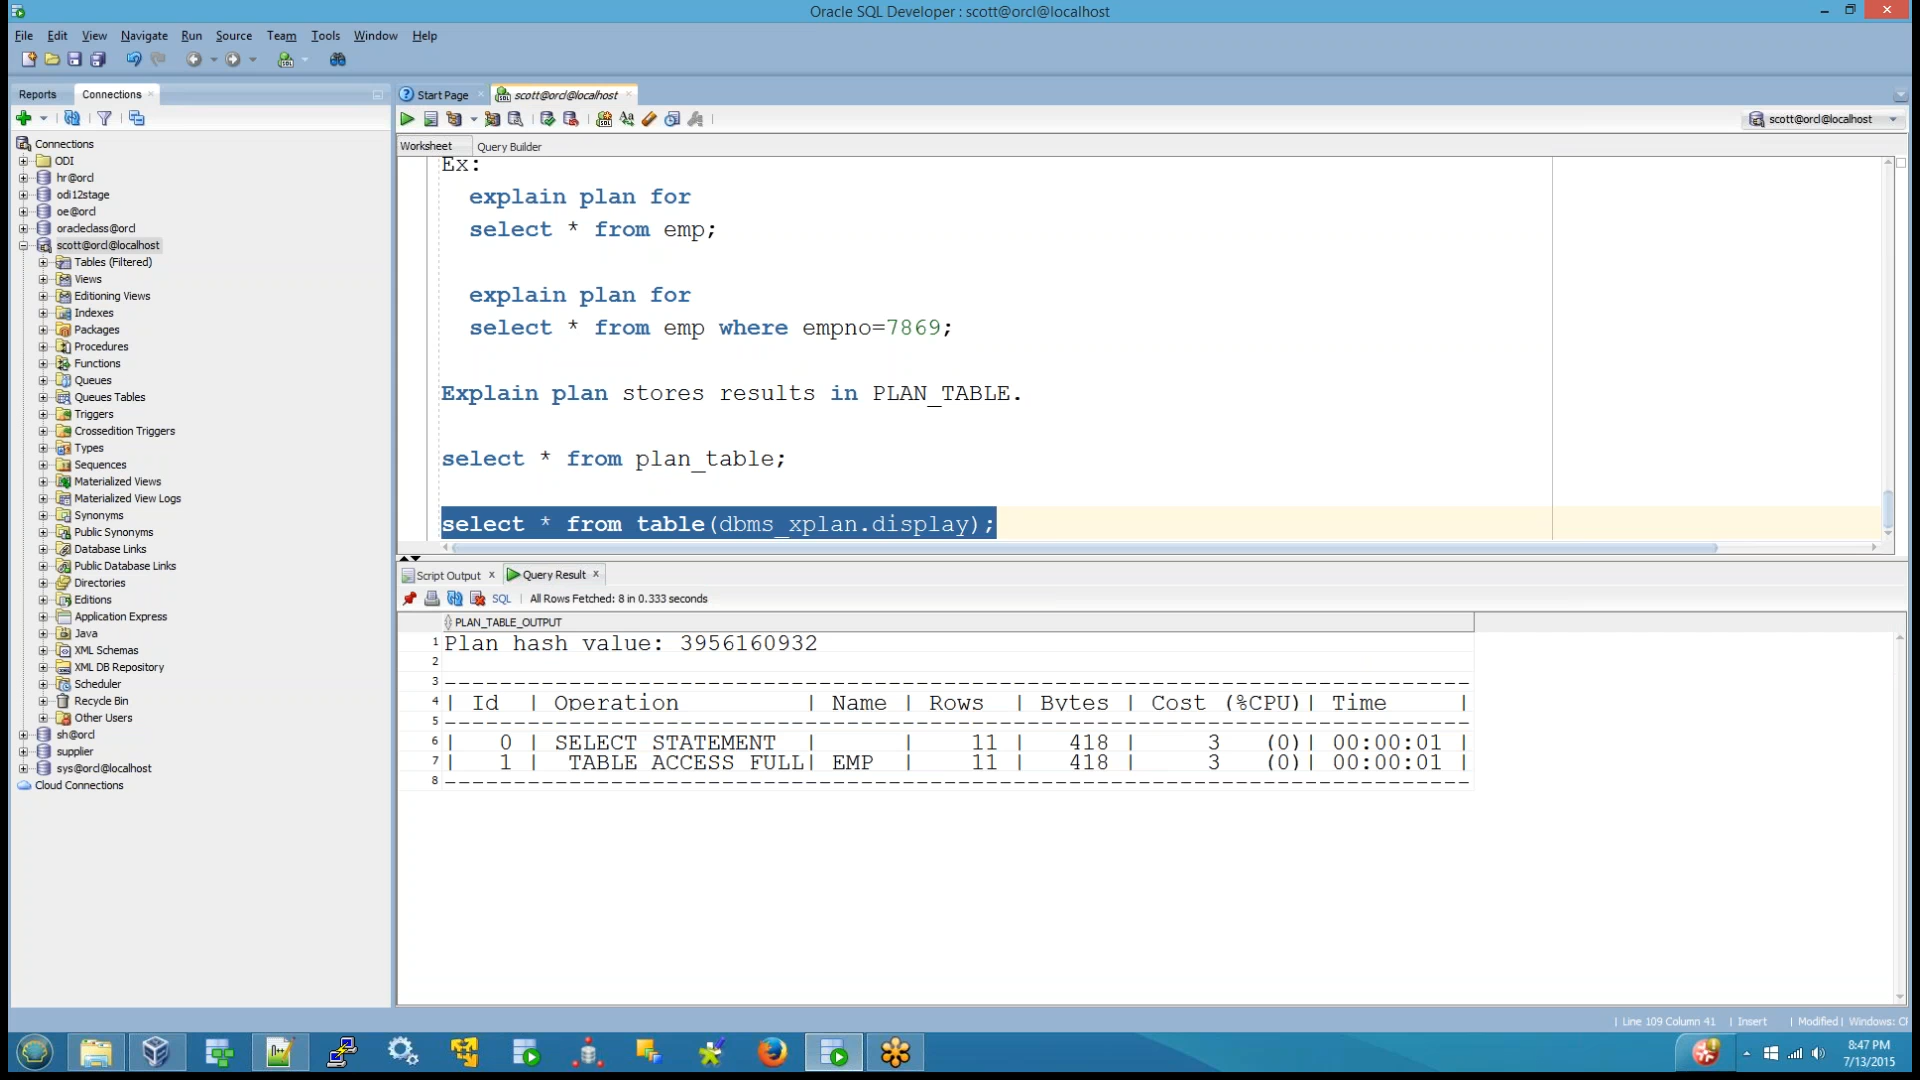 Oracle SQL Developer : scott@orcl@localhost
File Edit View Navigate Run Source Team Tools Window Help
Reports Connections
Start Page scott@orcl@localhost
scott@orcl@localhost
Worksheet Query Builder
Connections
ODI
hr@orcl
odi12stage
oe@orcl
oracleclass@orcl
scott@orcl@localhost
Tables (Filtered)
Views
Editioning Views
Indexes
Packages
Procedures
Functions
Queues
Queues Tables
Triggers
Crossedition Triggers
Types
Sequences
Materialized Views
Materialized View Logs
Synonyms
Public Synonyms
Database Links
Public Database Links
Directories
Editions
Application Express
Java
XML Schemas
XML DB Repository
Scheduler
Recycle Bin
Other Users
sh@orcl
supplier
sys@orcl@localhost
Cloud Connections
Ex:
explain plan for
select * from emp;
explain plan for
select * from emp where empno=7869;
Explain plan stores results in PLAN_TABLE.
select * from plan_table;
select * from table(dbms_xplan.display);
Script Output x Query Result x
SQL | All Rows Fetched: 8 in 0.333 seconds
PLAN_TABLE_OUTPUT
1 Plan hash value: 3956160932
2
3 --------------------------------------------------------------------------
4 | Id | Operation | Name | Rows | Bytes | Cost (%CPU)| Time |
5 --------------------------------------------------------------------------
6 | 0 | SELECT STATEMENT | | 11 | 418 | 3 (0)| 00:00:01 |
7 | 1 | TABLE ACCESS FULL| EMP | 11 | 418 | 3 (0)| 00:00:01 |
8 --------------------------------------------------------------------------
| Line 109 Column 41 | Insert | Modified | Windows:
8:47 PM
7/13/2015